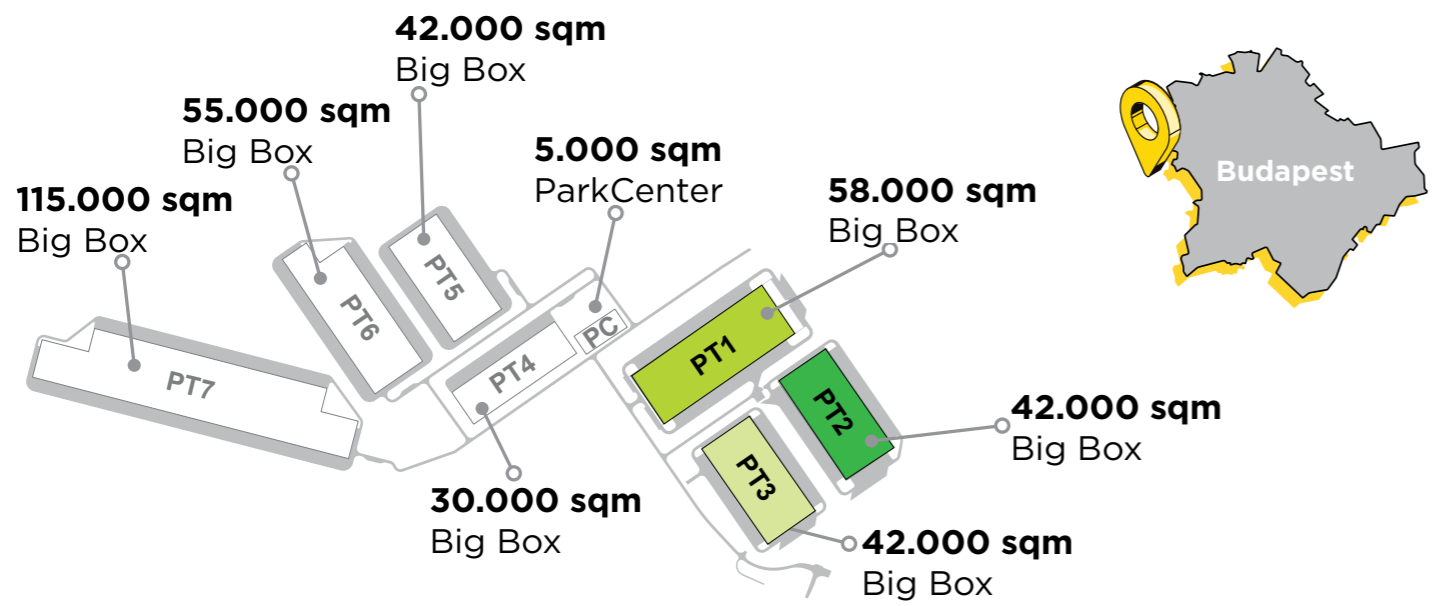 42.000 sqm
Big Box
55.000 sqm
Big Box
5.000 sqm
ParkCenter
115.000 sqm
Big Box
58.000 sqm
Big Box
Budapest
PT5
PT6
PC
PT4
PT7
PT1
PT2
PT3
42.000 sqm
Big Box
30.000 sqm
Big Box
42.000 sqm
Big Box